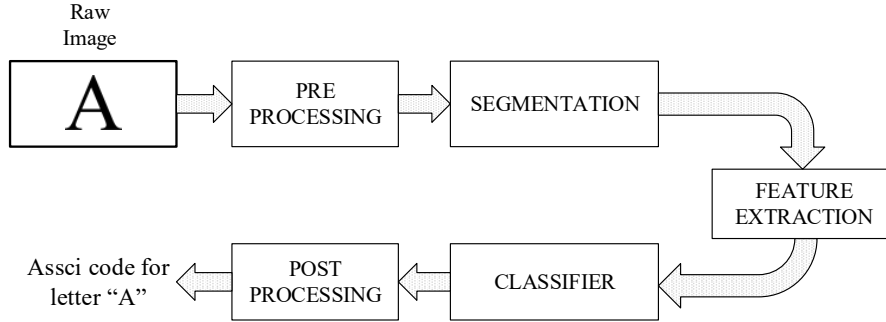 Raw
Image
A
PRE
PROCESSING
SEGMENTATION
FEATURE
EXTRACTION
CLASSIFIER
POST
PROCESSING
Assci code for
letter “A”